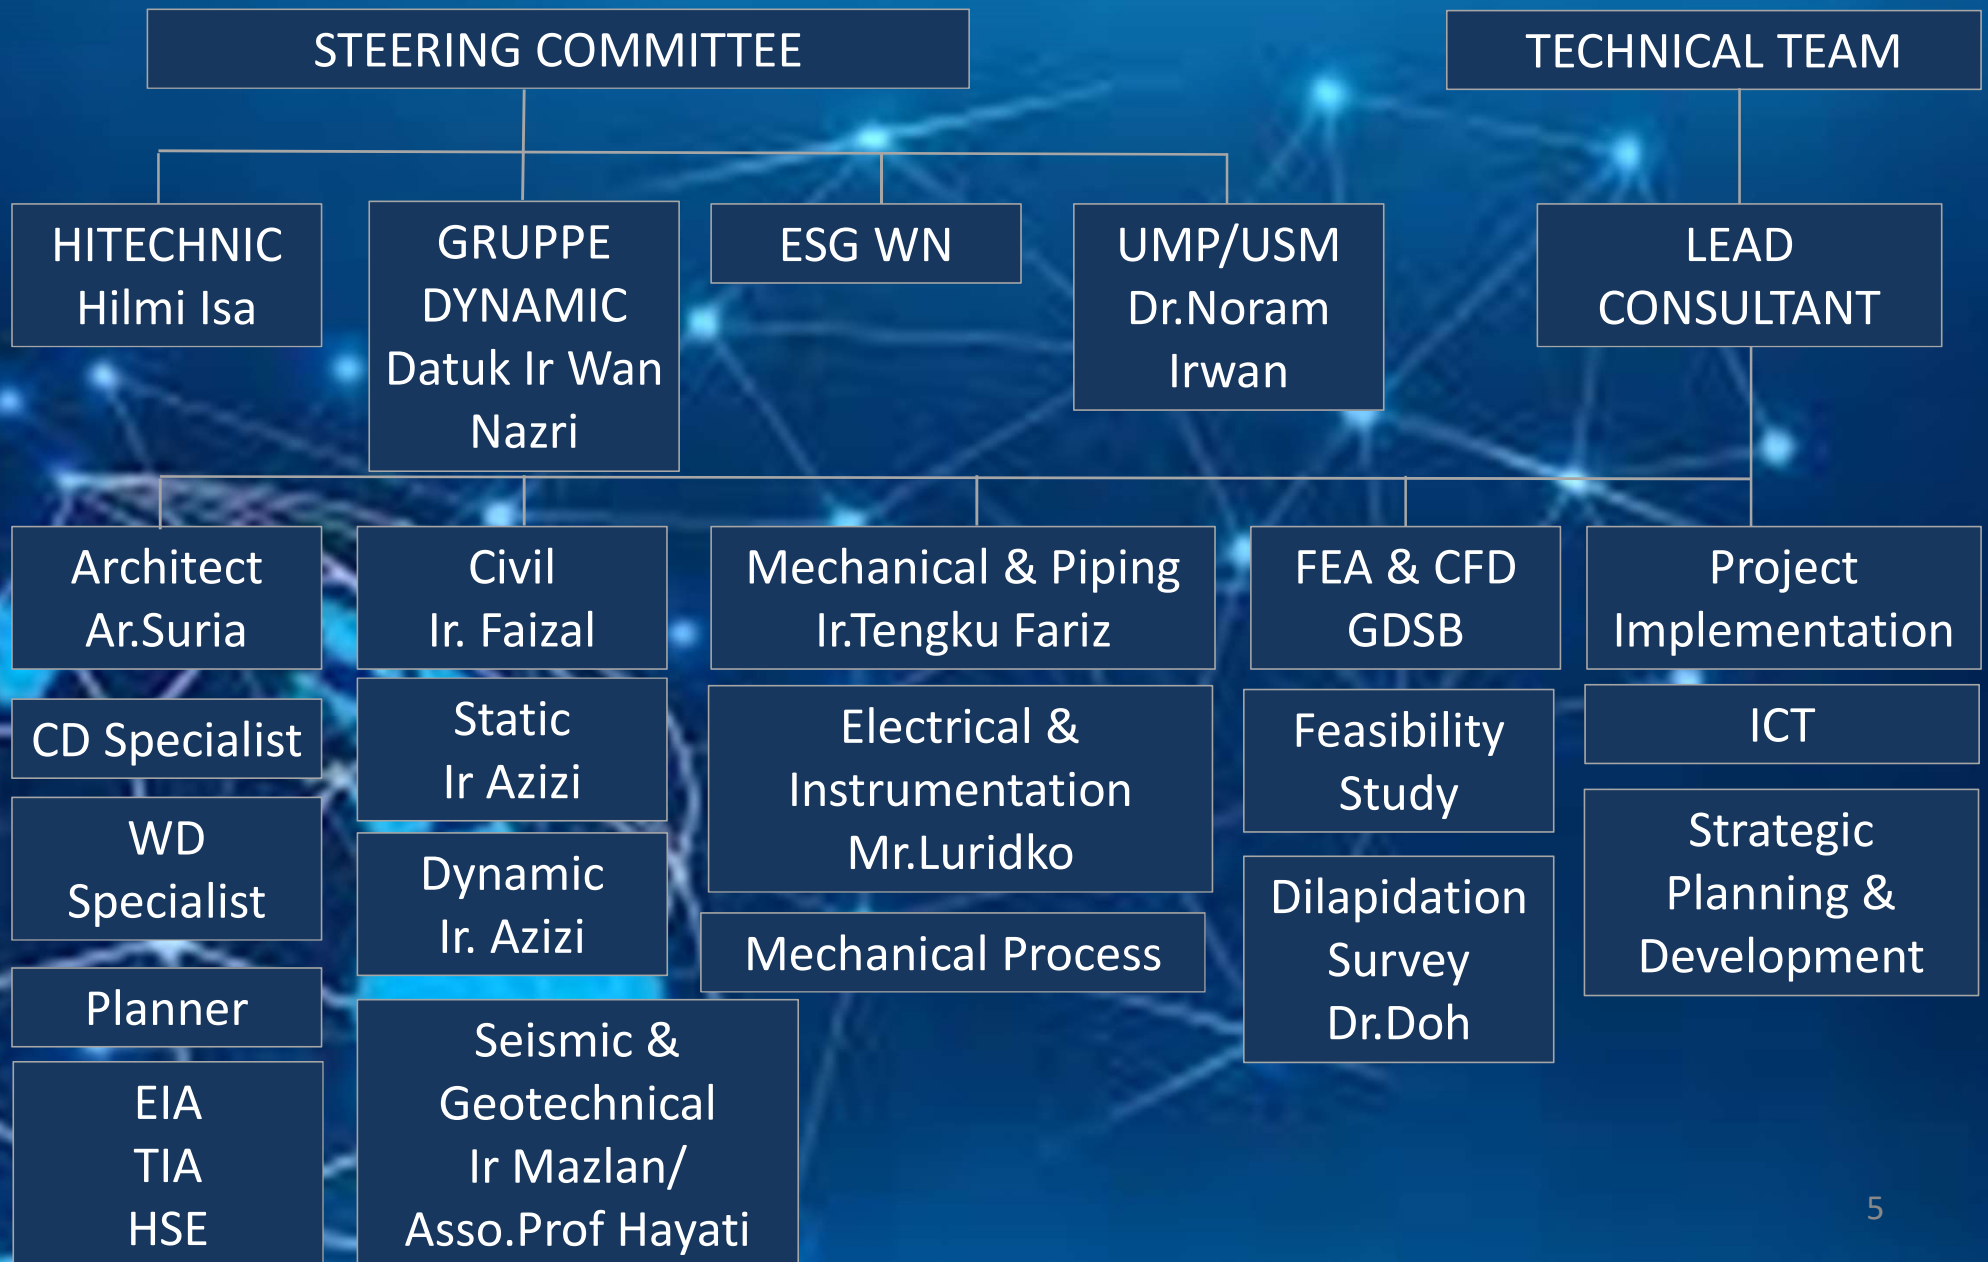 STEERING COMMITTEE
TECHNICAL TEAM
HITECHNIC
Hilmi Isa
GRUPPE
DYNAMIC
Datuk Ir Wan
Nazri
ESG WN
UMP/USM
Dr.Noram
Irwan
LEAD
CONSULTANT
Architect
Ar.Suria
CD Specialist
WD
Specialist
Planner
EIA
TIA
HSE
Civil
Ir. Faizal
Static
Ir Azizi
Dynamic
Ir. Azizi
Seismic &
Geotechnical
Ir Mazlan/
Asso.Prof Hayati
Mechanical & Piping
Ir.Tengku Fariz
Electrical &
Instrumentation
Mr.Luridko
Mechanical Process
FEA & CFD
GDSB
Feasibility
Study
Dilapidation
Survey
Dr.Doh
Project
Implementation
ICT
Strategic
Planning &
Development
5